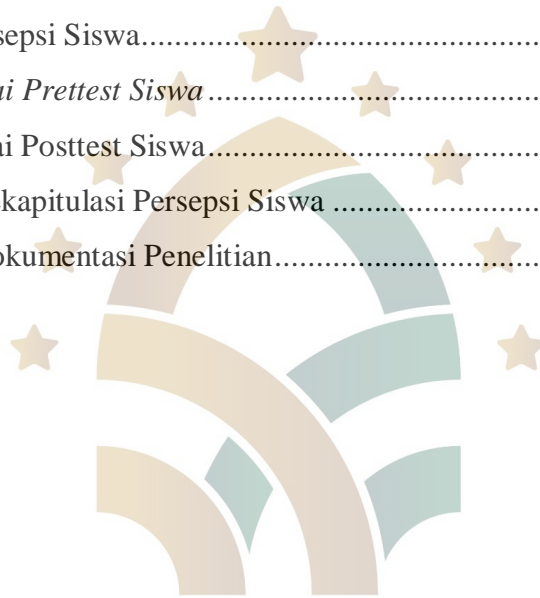 sepsi Siswa..........................................
ai Prettest Siswa...................................
ai Posttest Siswa...................................
kapitulasi Persepsi Siswa ......................
okumentasi Penelitian............................